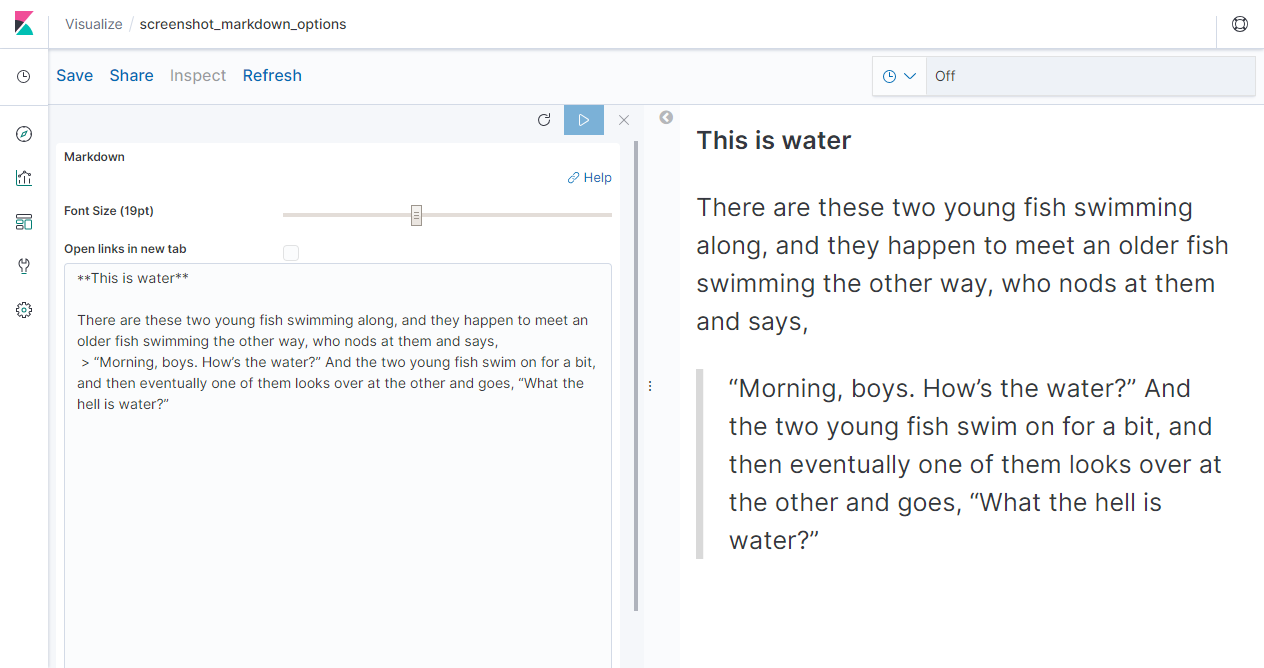 Visualize / screenshot_markdown_options
Save Share Inspect Refresh
Off
Markdown
Help
Font Size (19pt)
Open links in new tab
**This is water**
There are these two young fish swimming along, and they happen to meet an
older fish swimming the other way, who nods at them and says,
> “Morning, boys. How’s the water?” And the two young fish swim on for a bit,
and then eventually one of them looks over at the other and goes, “What the
hell is water?”
This is water
There are these two young fish swimming
along, and they happen to meet an older fish
swimming the other way, who nods at them
and says,
“Morning, boys. How’s the water?” And
the two young fish swim on for a bit, and
then eventually one of them looks over at
the other and goes, “What the hell is
water?”